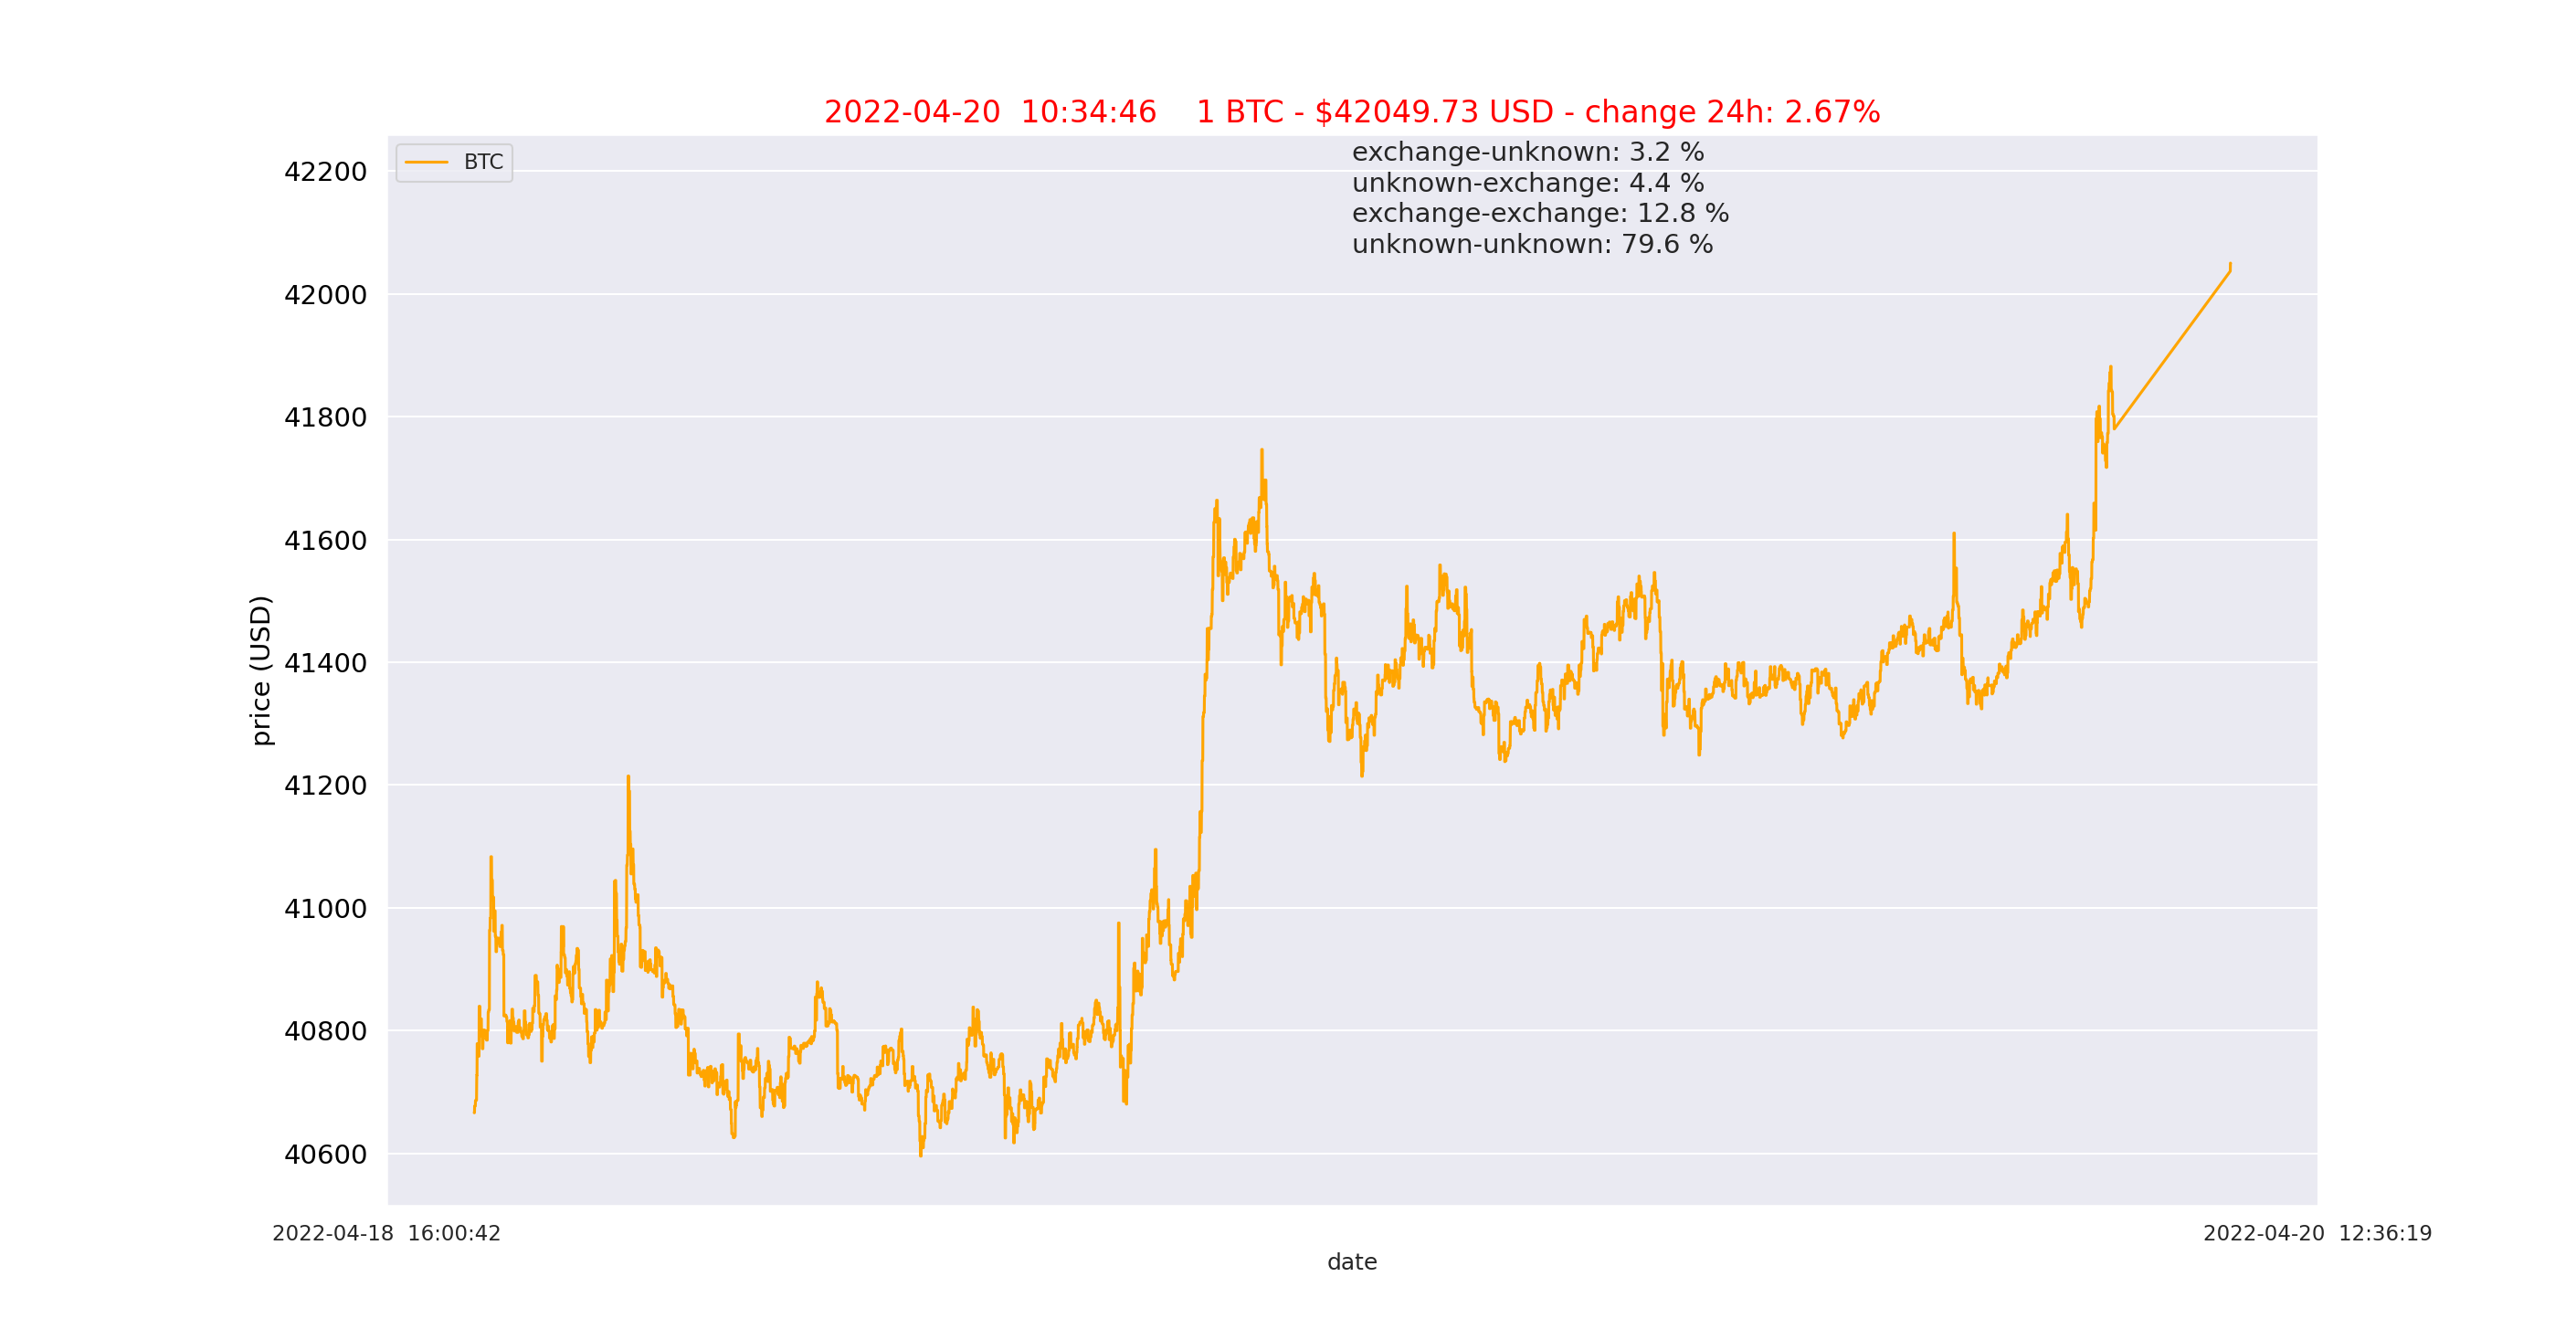 2022-04-20  10:34:46    1 BTC - $42049.73 USD - change 24h: 2.67%
BTC
exchange-unknown: 3.2 %
unknown-exchange: 4.4 %
exchange-exchange: 12.8 %
unknown-unknown: 79.6 %
42200
42000
41800
41600
41400
41200
41000
40800
40600
price (USD)
2022-04-18  16:00:42
2022-04-20  12:36:19
date